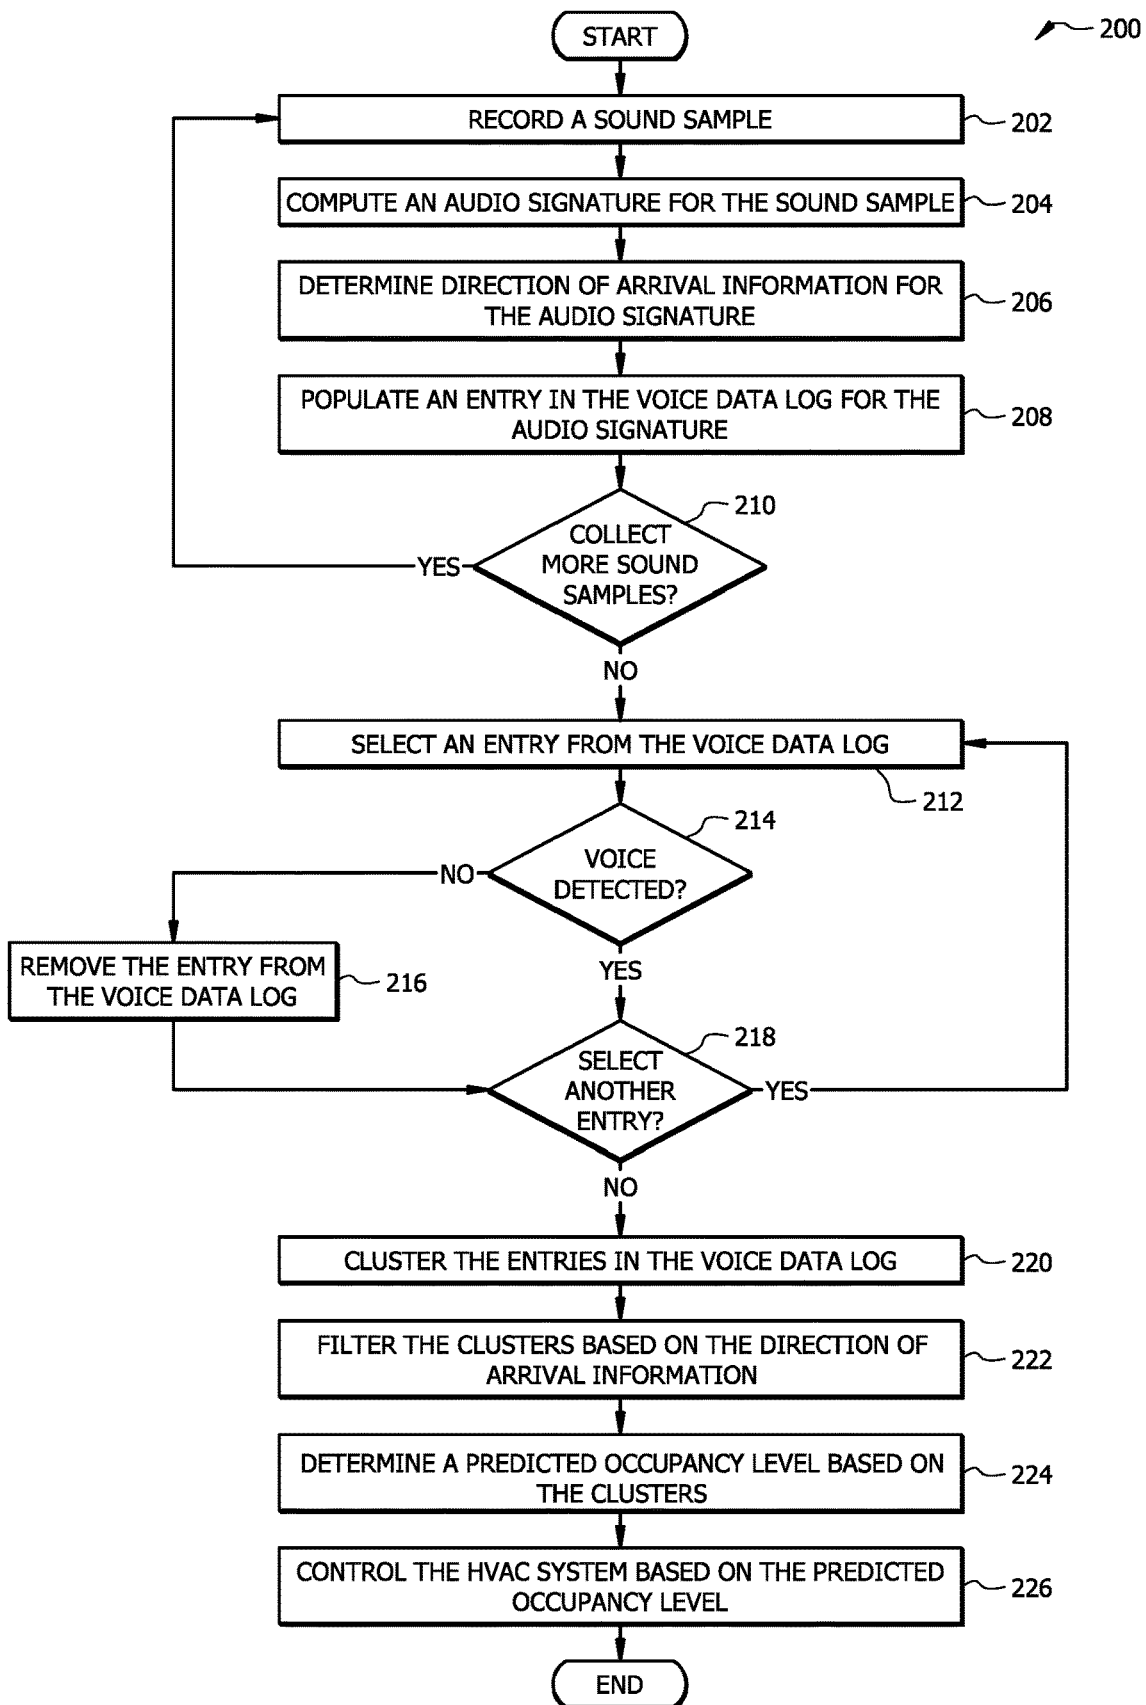 START
200
RECORD A SOUND SAMPLE
202
COMPUTE AN AUDIO SIGNATURE FOR THE SOUND SAMPLE
204
DETERMINE DIRECTION OF ARRIVAL INFORMATION FOR
THE AUDIO SIGNATURE
206
POPULATE AN ENTRY IN THE VOICE DATA LOG FOR THE
AUDIO SIGNATURE
208
210
COLLECT
MORE SOUND
SAMPLES?
YES
NO
SELECT AN ENTRY FROM THE VOICE DATA LOG
212
214
VOICE
DETECTED?
NO
YES
REMOVE THE ENTRY FROM
THE VOICE DATA LOG
216
218
SELECT
ANOTHER
ENTRY?
YES
NO
CLUSTER THE ENTRIES IN THE VOICE DATA LOG
220
FILTER THE CLUSTERS BASED ON THE DIRECTION OF
ARRIVAL INFORMATION
222
DETERMINE A PREDICTED OCCUPANCY LEVEL BASED ON
THE CLUSTERS
224
CONTROL THE HVAC SYSTEM BASED ON THE PREDICTED
OCCUPANCY LEVEL
226
END